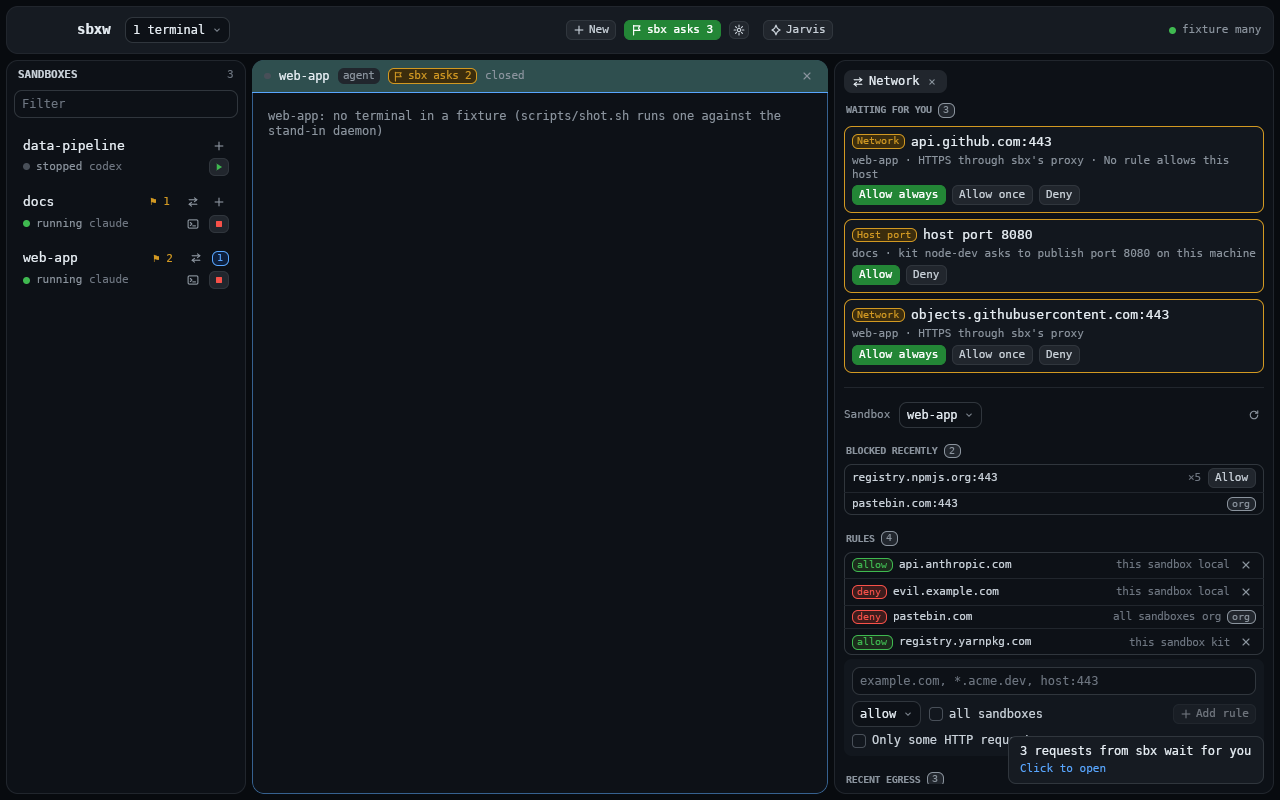 sbxw
1 terminal
New
sbx asks 3
Jarvis
fixture many
SANDBOXES 3
Filter
data-pipeline
stopped codex
docs 1
running claude
web-app 2 1
running claude
web-app agent sbx asks 2 closed
web-app: no terminal in a fixture (scripts/shot.sh runs one against the
stand-in daemon)
Network
WAITING FOR YOU 3
Network api.github.com:443
web-app · HTTPS through sbx's proxy · No rule allows this
host
Allow always Allow once Deny
Host port host port 8080
docs · kit node-dev asks to publish port 8080 on this machine
Allow Deny
Network objects.githubusercontent.com:443
web-app · HTTPS through sbx's proxy
Allow always Allow once Deny
Sandbox web-app
BLOCKED RECENTLY 2
registry.npmjs.org:443 ×5 Allow
pastebin.com:443 org
RULES 4
allow api.anthropic.com this sandbox local
deny evil.example.com this sandbox local
deny pastebin.com all sandboxes org org
allow registry.yarnpkg.com this sandbox kit
example.com, *.acme.dev, host:443
allow all sandboxes Add rule
Only some HTTP
RECENT EGRESS 3
3 requests from sbx wait for you
Click to open